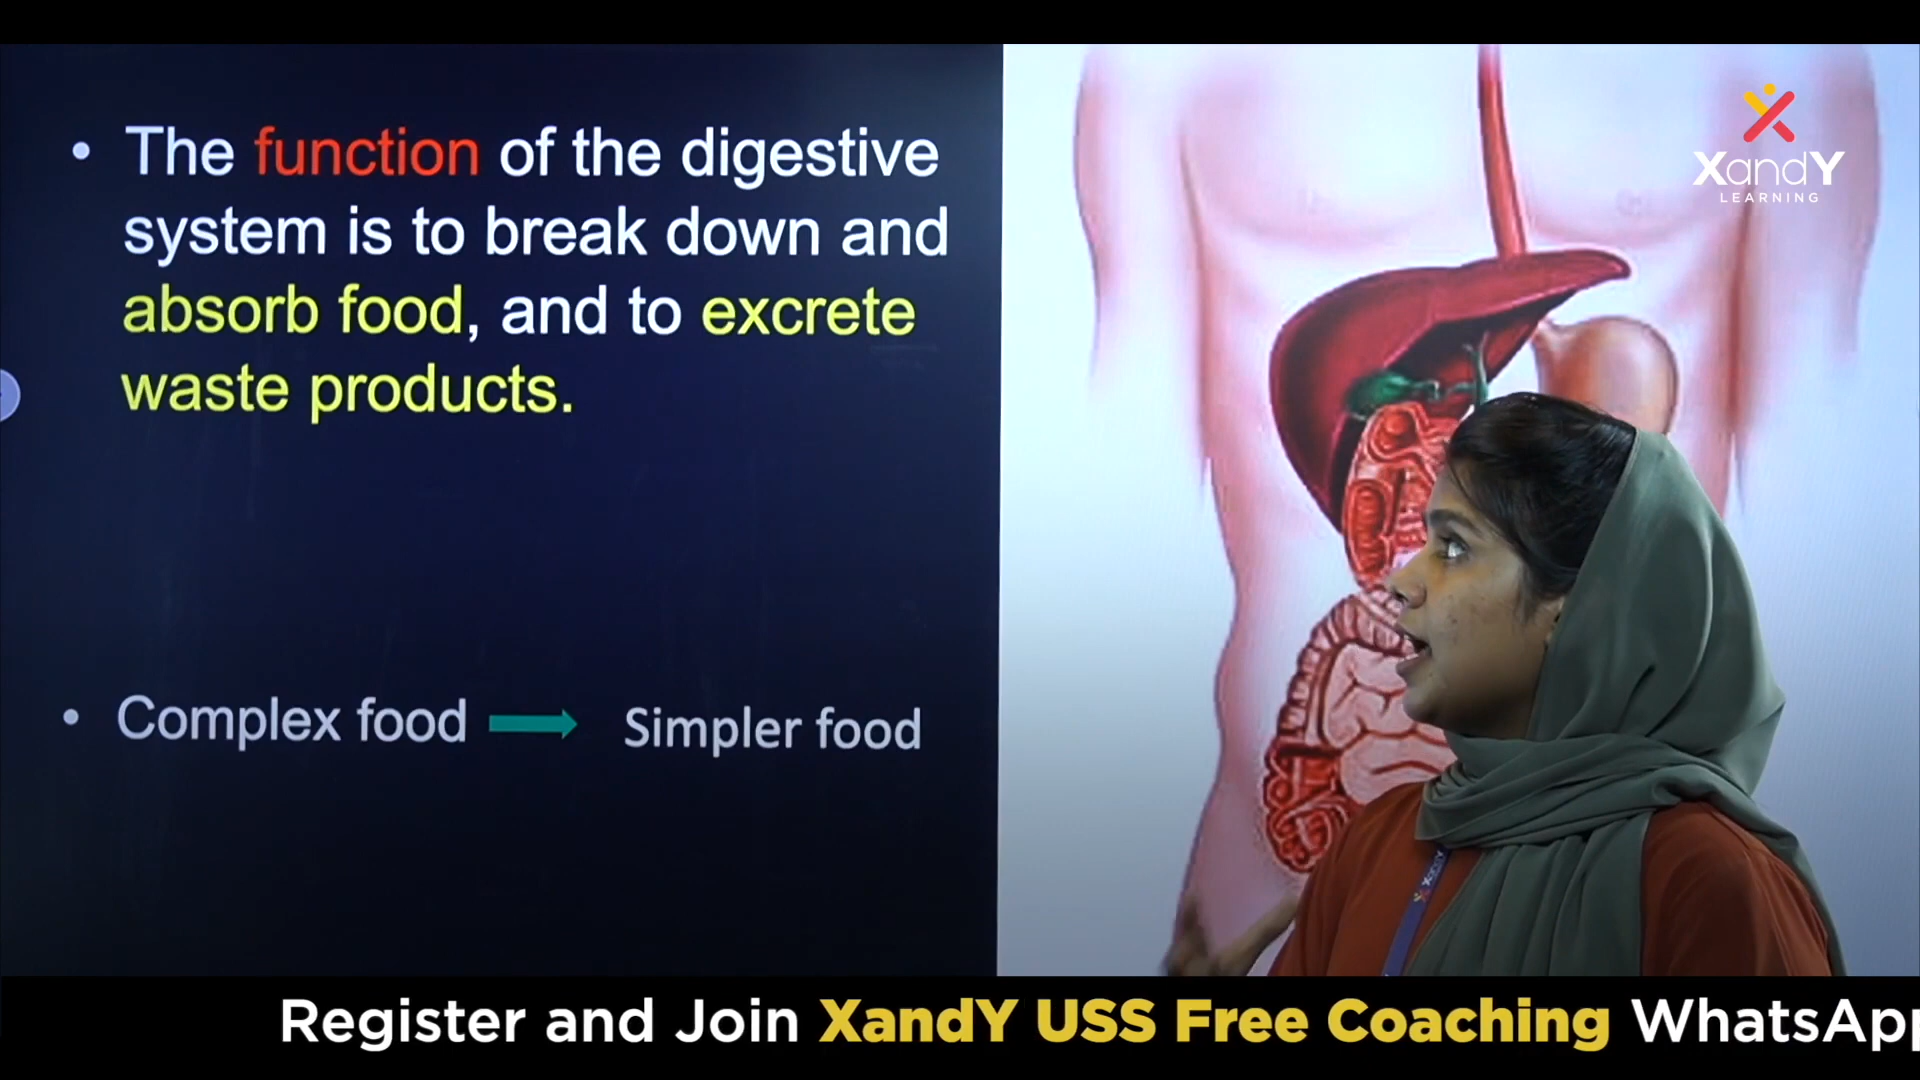 • The function of the digestive
system is to break down and
absorb food, and to excrete
waste products.
• Complex food → Simpler food
XandY
LEARNING
XandY
Register and Join XandY USS Free Coaching WhatsApp